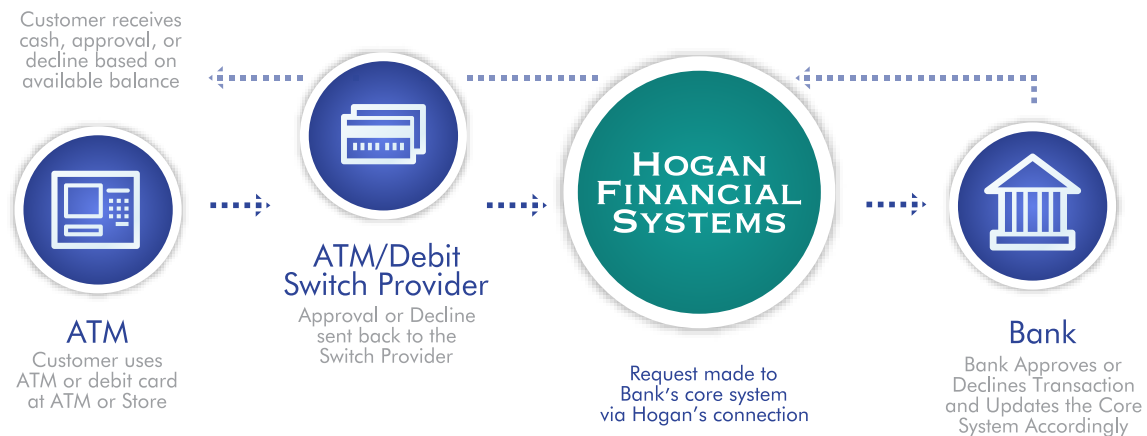 Customer receives
cash, approval, or
decline based on
available balance
ATM
Customer uses
ATM or debit card
at ATM or Store
ATM/Debit
Switch Provider
Approval or Decline
sent back to the
Switch Provider
HOGAN
FINANCIAL
SYSTEMS
Request made to
Bank's core system
via Hogan's connection
Bank
Bank Approves or
Declines Transaction
and Updates the Core
System Accordingly